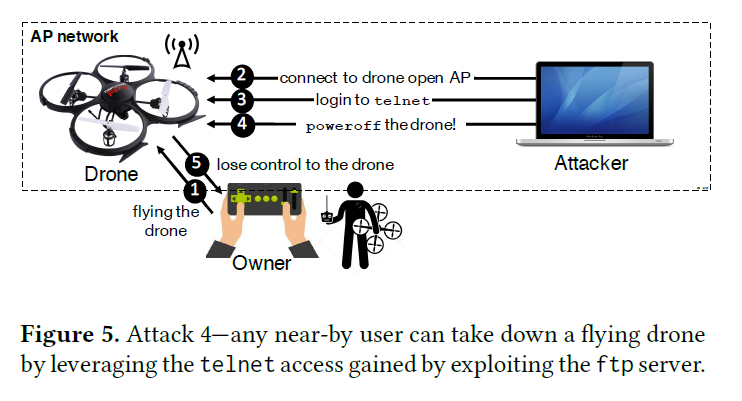 AP network
2 connect to drone open AP
3 login to telnet
4 poweroff the drone!
Drone
Attacker
5 lose control to the drone
1
flying the
drone
Owner
Figure 5. Attack 4—any near-by user can take down a flying drone
by leveraging the telnet access gained by exploiting the ftp server.